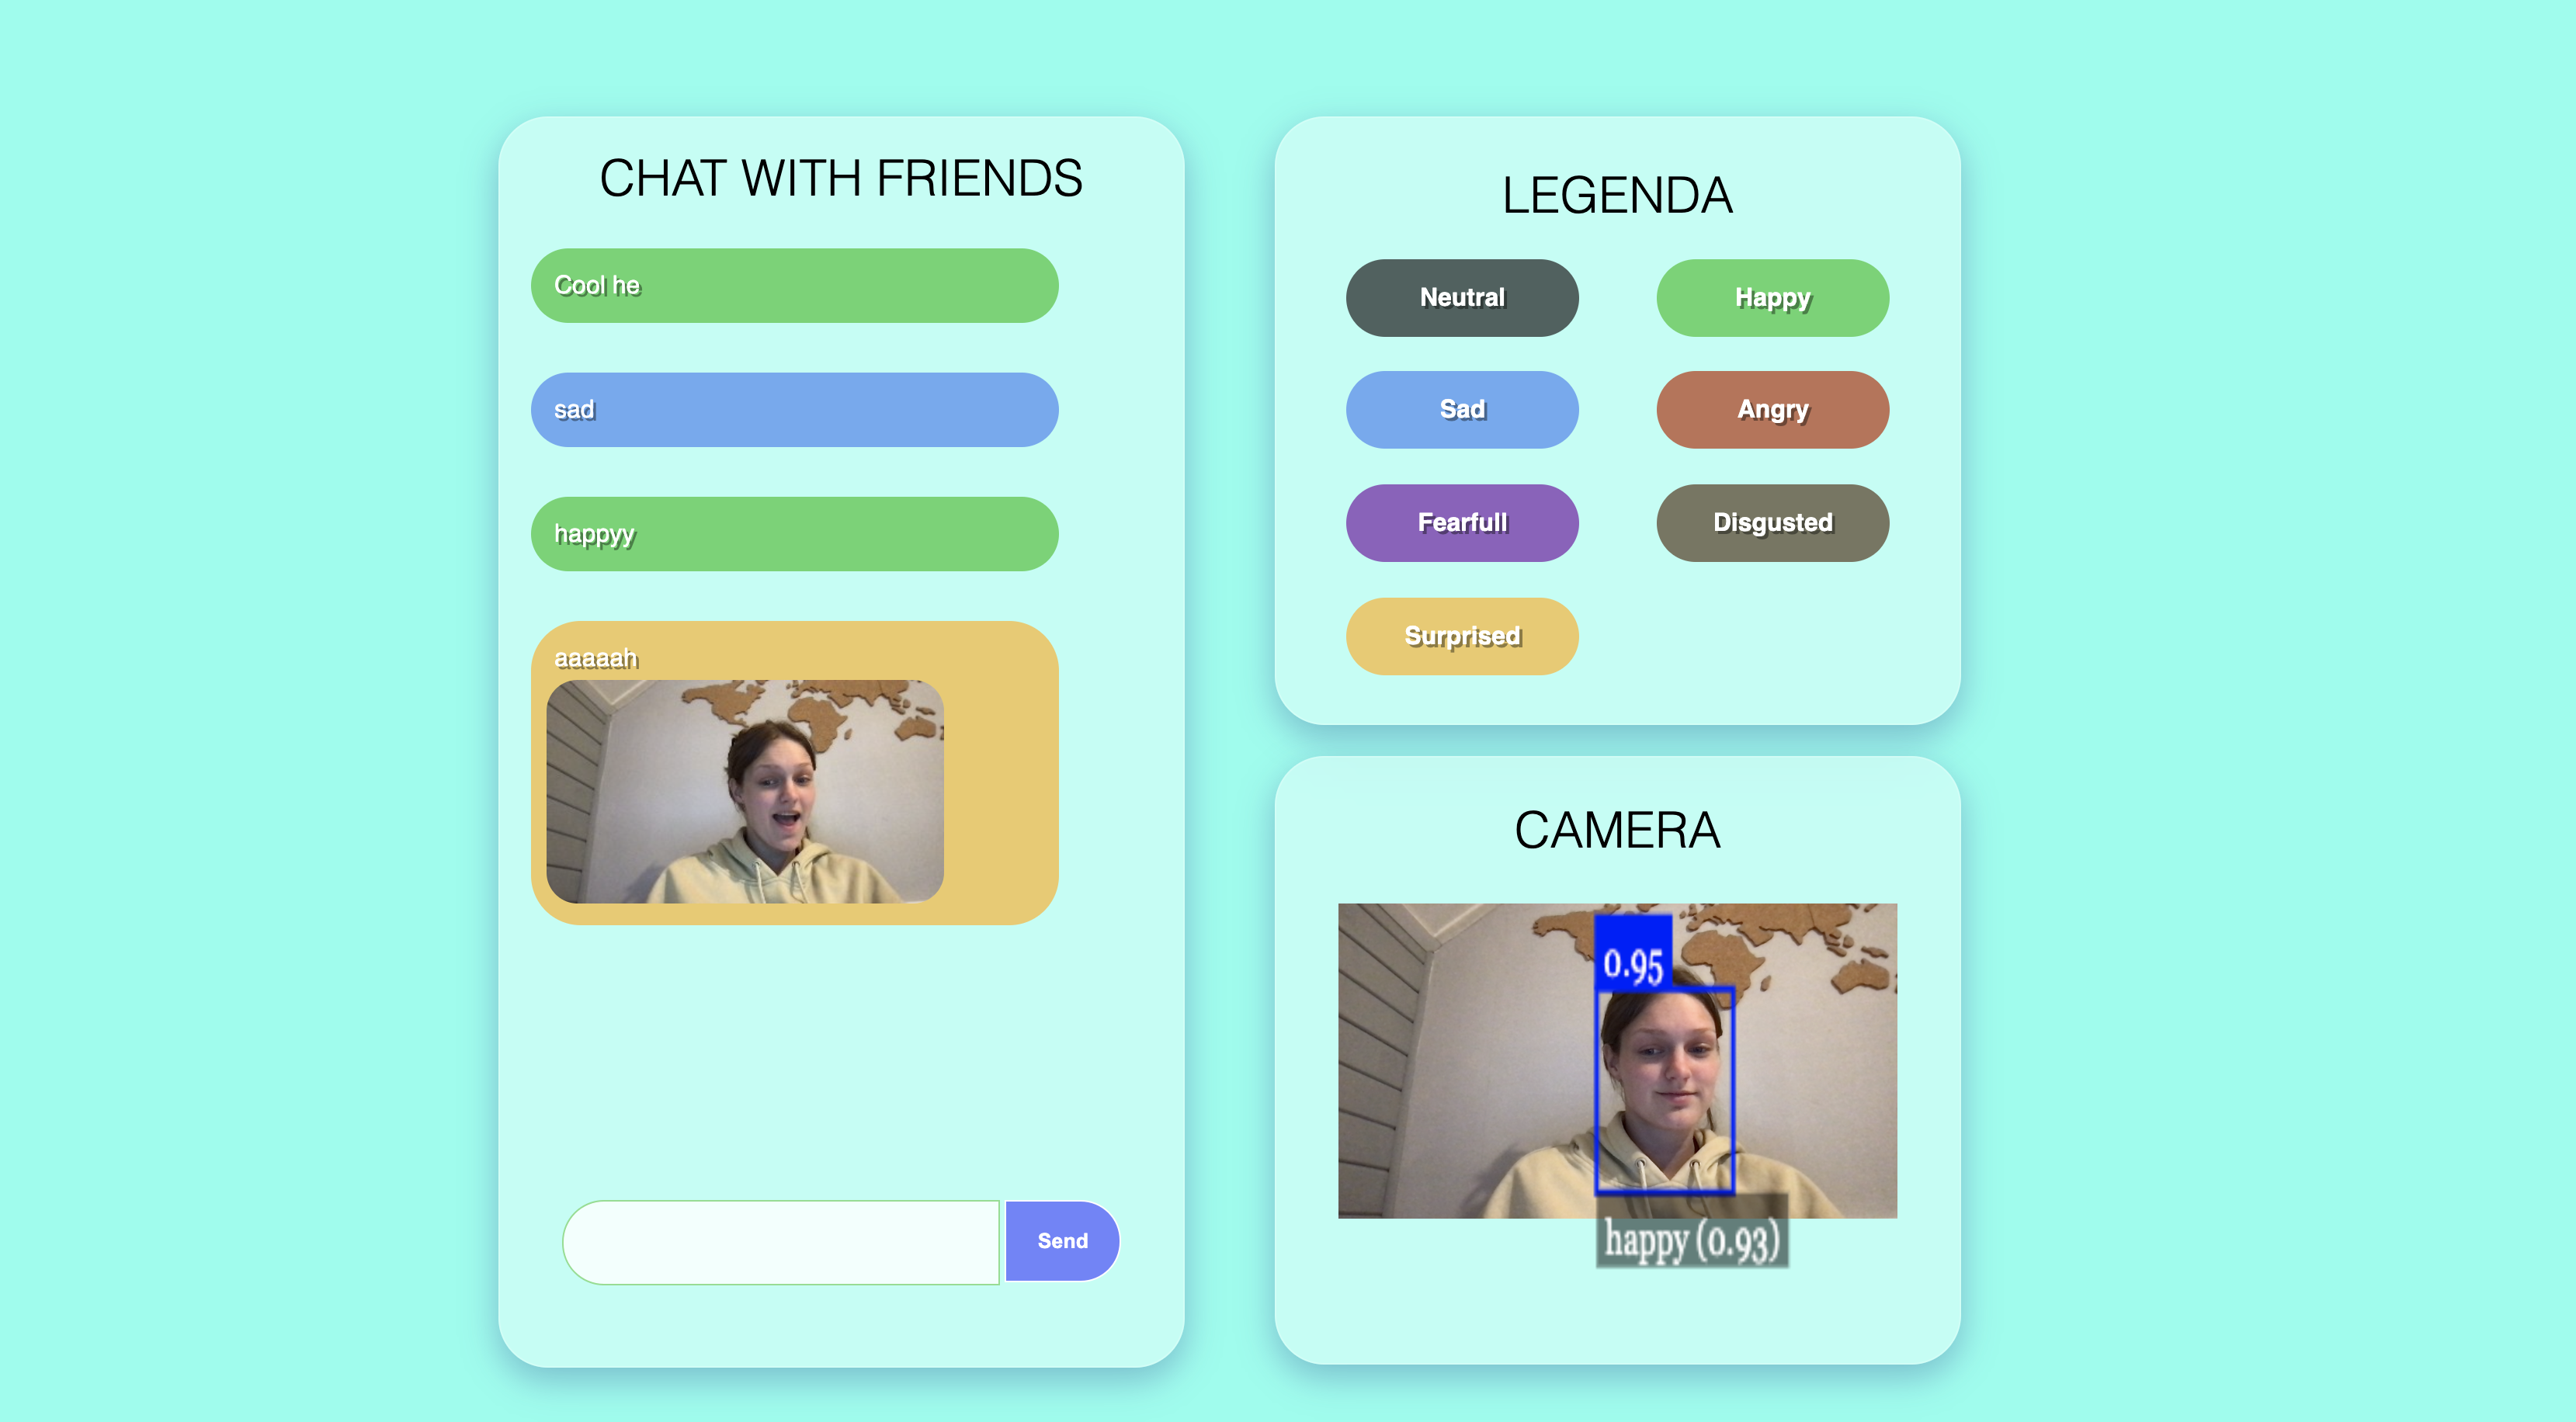 CHAT WITH FRIENDS
Cool he
sad
happyy
aaaaah
Send
LEGENDA
Neutral
Happy
Sad
Angry
Fearfull
Disgusted
Surprised
CAMERA
0.95
happy (0.93)